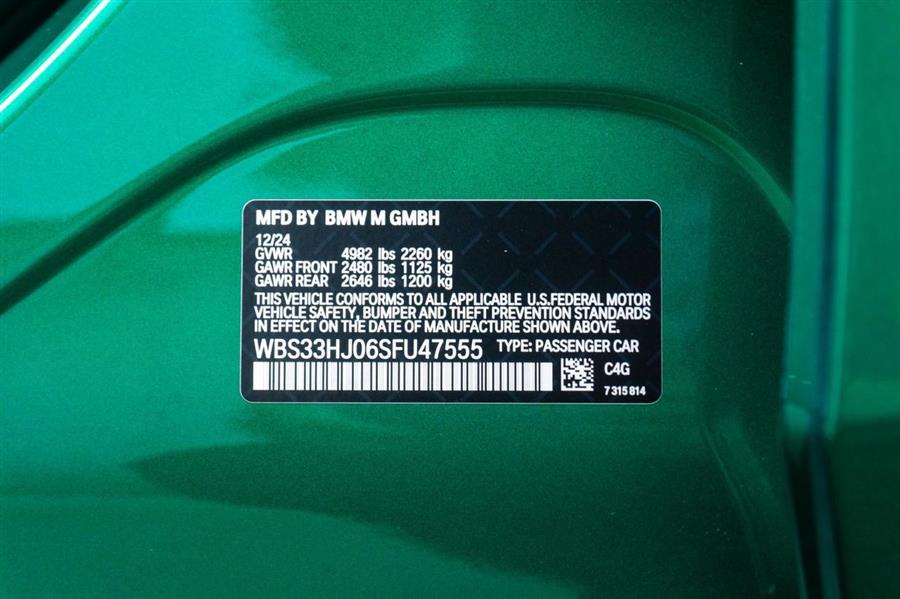 MFD BY BMW M GMBH
12/24
GVWR 4982 lbs 2260 kg
GAWR FRONT 2480 lbs 1125 kg
GAWR REAR 2646 lbs 1200 kg
THIS VEHICLE CONFORMS TO ALL APPLICABLE U.S.FEDERAL MOTOR
VEHICLE SAFETY, BUMPER AND THEFT PREVENTION STANDARDS
IN EFFECT ON THE DATE OF MANUFACTURE SHOWN ABOVE.
WBS33HJ06SFU47555 TYPE: PASSENGER CAR
C4G
7 315 814